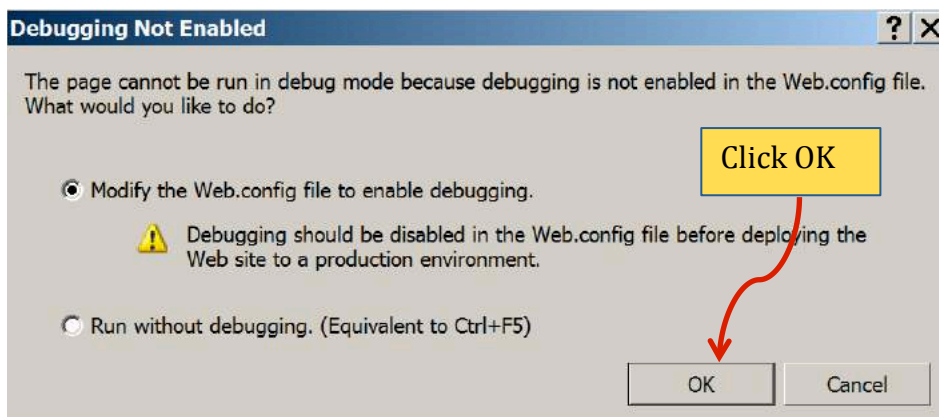 Debugging Not Enabled
The page cannot be run in debug mode because debugging is not enabled in the Web.config file.
What would you like to do?
Click OK
Modify the Web.config file to enable debugging.
Debugging should be disabled in the Web.config file before deploying the
Web site to a production environment.
Run without debugging. (Equivalent to Ctrl+F5)
OK
Cancel